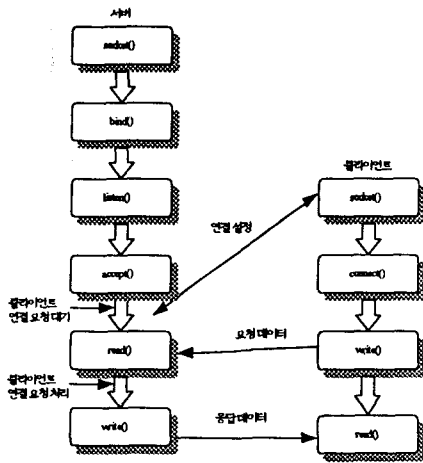 서버
socket()
bind()
listen()
클라이언트
socket()
연결 설정
accept()
connect()
클라이언트
연결 요청 대기
read()
요청 데이터
write()
클라이언트
연결 요청 처리
write()
응답 데이터
read()